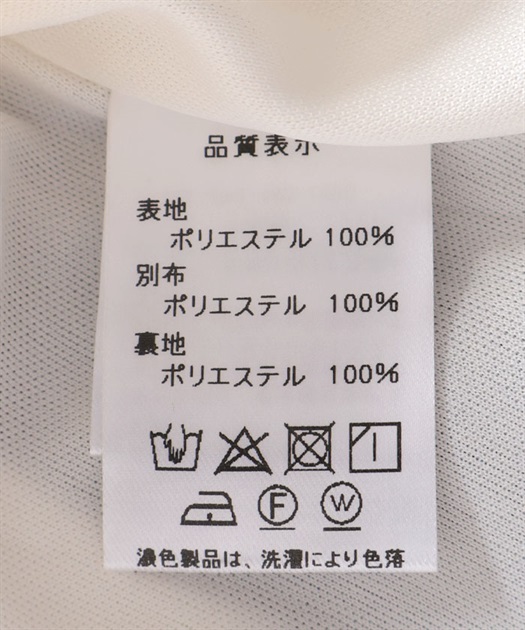 品質表示
表地
ポリエステル 100%
別布
ポリエステル 100%
裏地
ポリエステル 100%
F W
濃色製品は、洗濯により色落